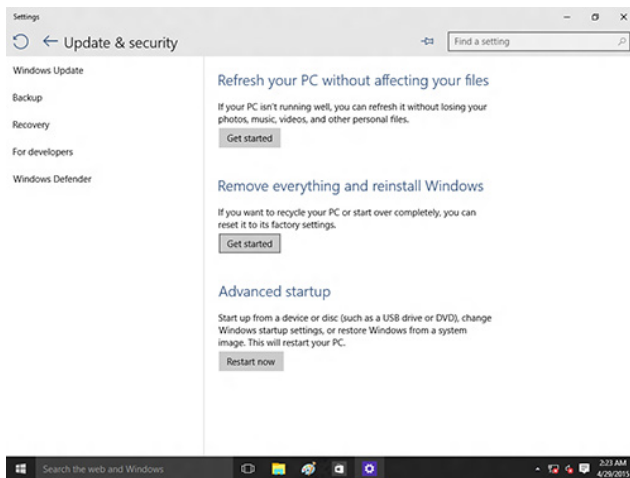 Settings
Update & security
Find a setting
Windows Update
Backup
Recovery
For developers
Windows Defender
Refresh your PC without affecting your files
If your PC isn't running well, you can refresh it without losing your
photos, music, videos, and other personal files.
Get started
Remove everything and reinstall Windows
If you want to recycle your PC or start over completely, you can
reset it to its factory settings.
Get started
Advanced startup
Start up from a device or disc (such as a USB drive or DVD), change
Windows startup settings, or restore Windows from a system
image. This will restart your PC.
Restart now
Search the web and Windows
2:23 AM
4/29/2015